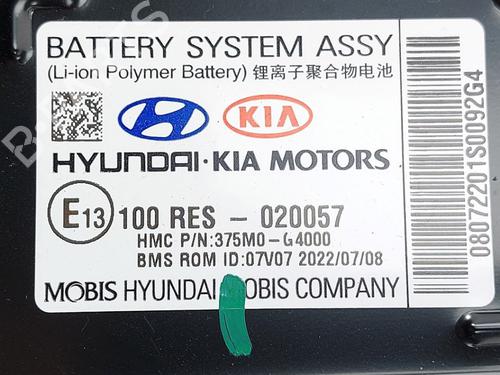 BATTERY SYSTEM ASSY
(Li-ion Polymer Battery) 锂离子聚合物电池
KIA
HYUNDAI · KIA MOTORS
E13 100 RES - 020057
HMC P/N:375M0-G4000
BMS ROM ID:07V07 2022/07/08
MOBIS HYUNDAI MOBIS COMPANY
08072201S0092G4